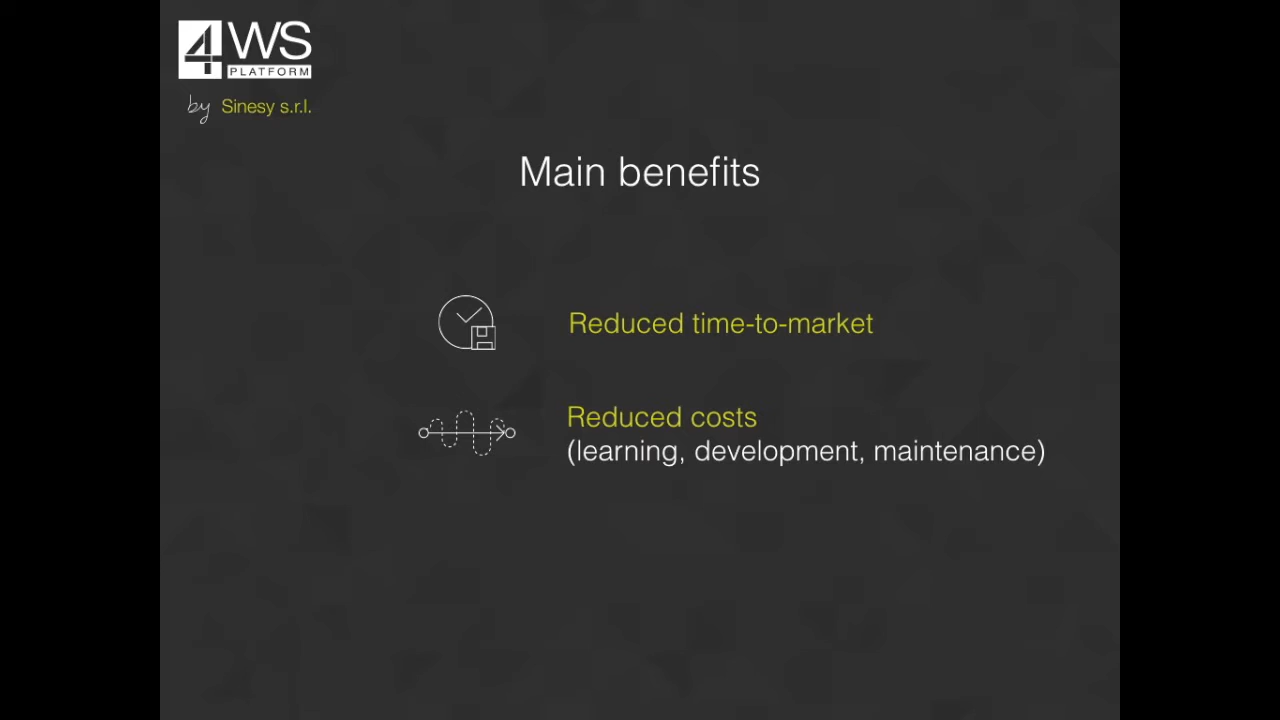 4WS
PLATFORM
by Sinesy s.r.l.
Main benefits
Reduced time-to-market
Reduced costs
(learning, development, maintenance)